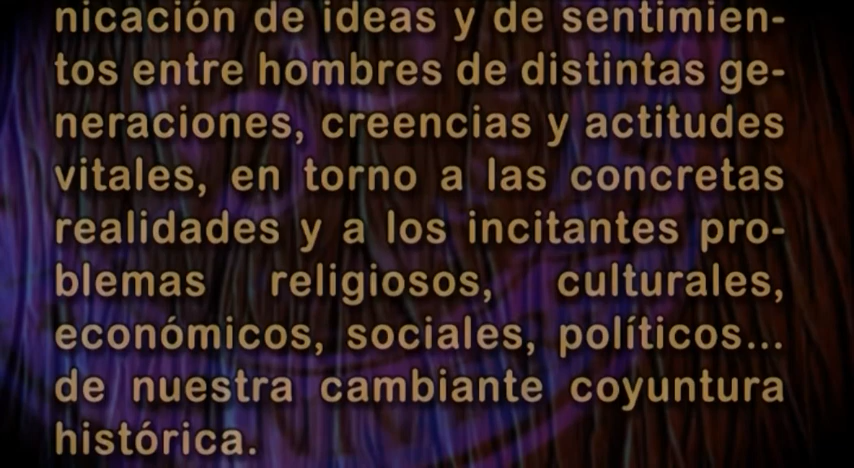 nicación de ideas y de sentimien-
tos entre hombres de distintas ge-
neraciones, creencias y actitudes
vitales, en torno a las concretas
realidades y a los incitantes pro-
blemas religiosos, culturales,
económicos, sociales, políticos...
de nuestra cambiante coyuntura
histórica.